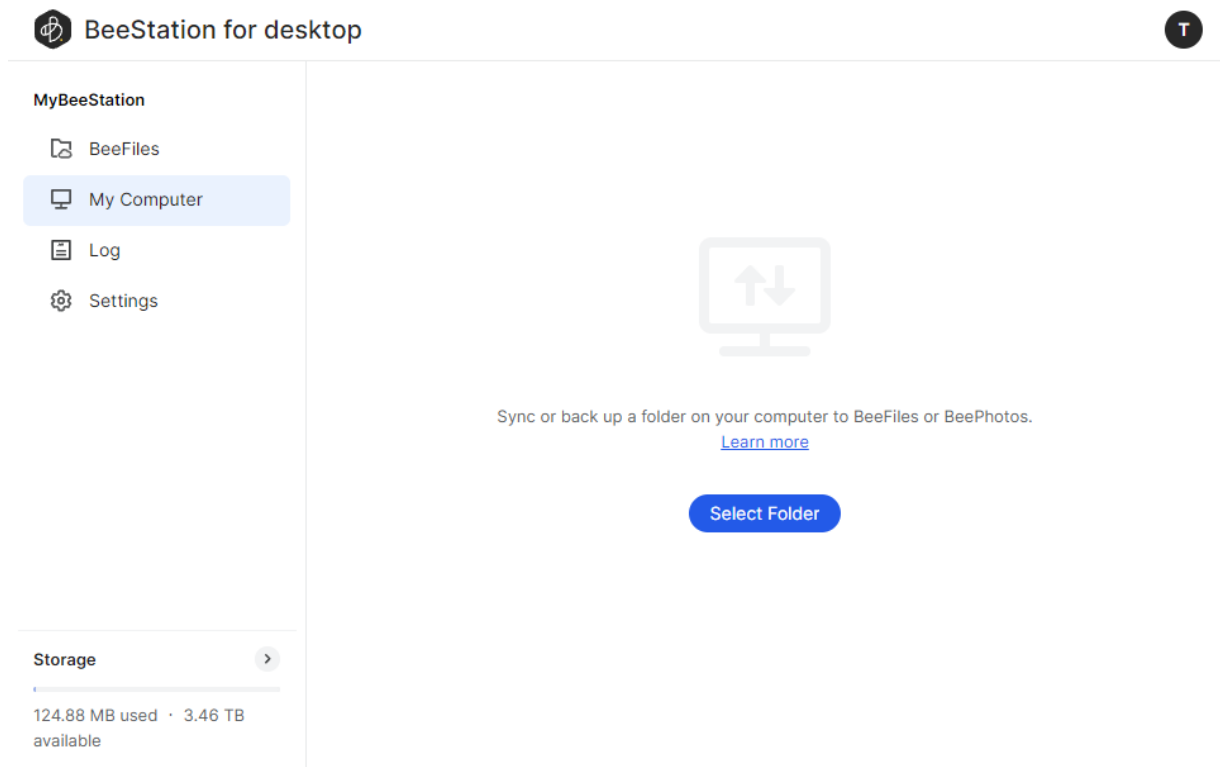 BeeStation for desktop
T
MyBeeStation
BeeFiles
My Computer
Log
Settings
Sync or back up a folder on your computer to BeeFiles or BeePhotos.
Learn more
Select Folder
Storage
124.88 MB used · 3.46 TB
available